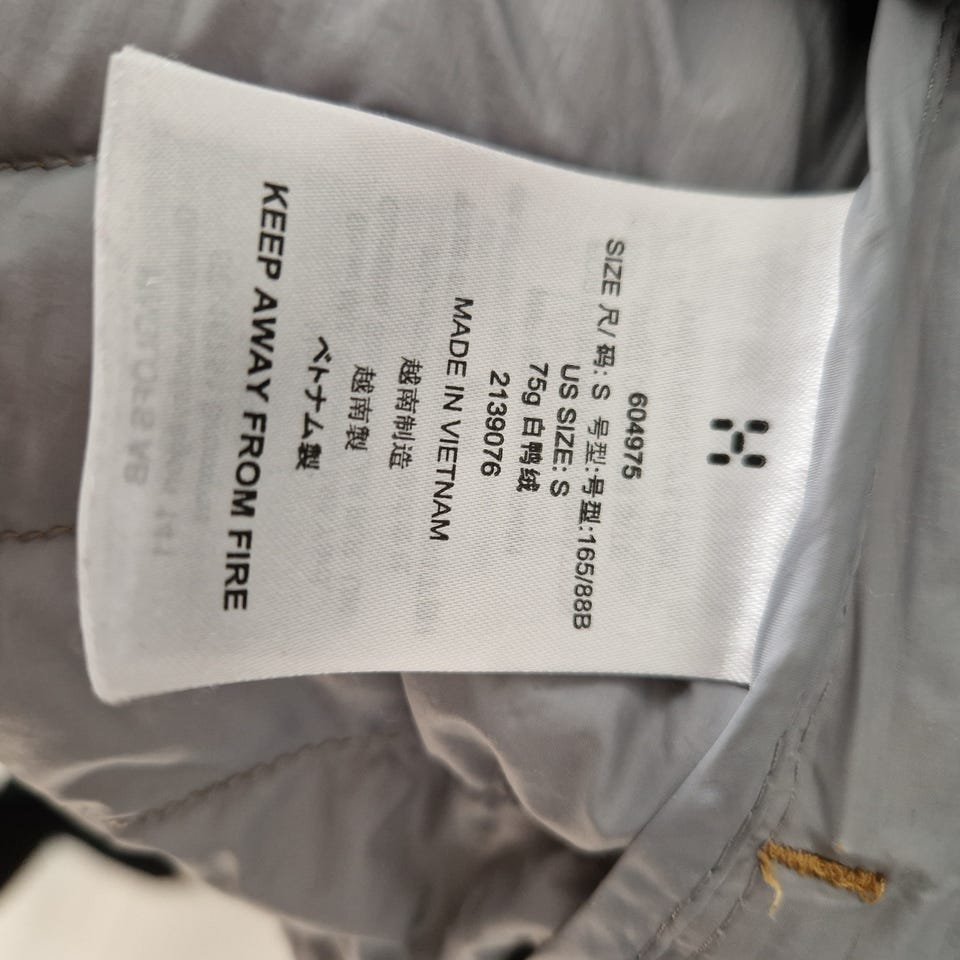 604975
SIZE 尺/ 码: S 号型:号型:165/88B
US SIZE: S
75g 白鸭绒
2139076
MADE IN VIETNAM
越南制造
越南製
ベトナム製
KEEP AWAY FROM FIRE